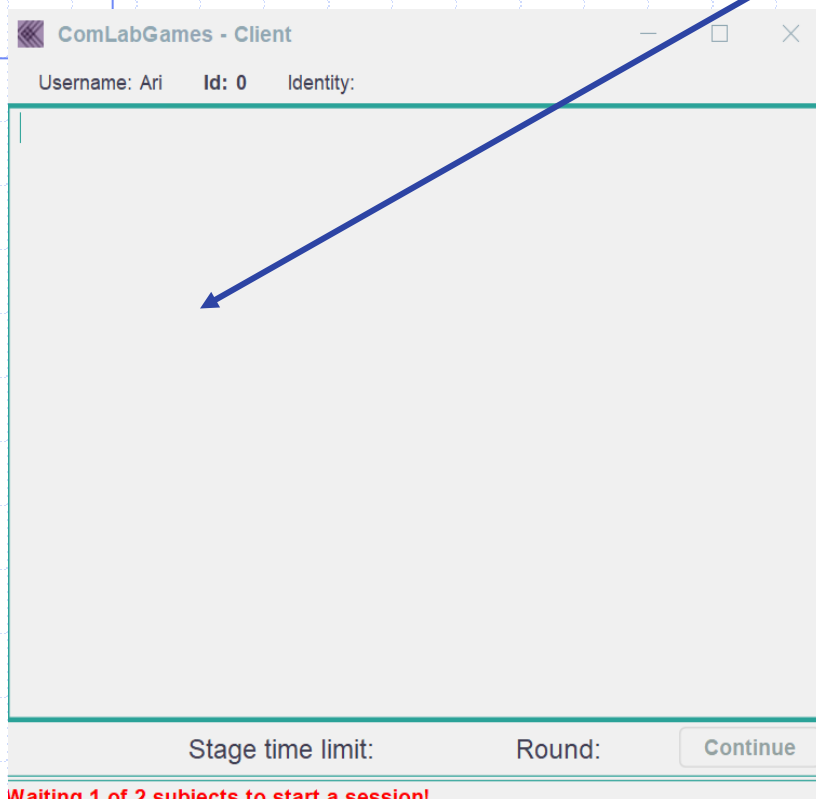 ComLabGames - Client
Username: Ari Id: 0 Identity:
Stage time limit: Round: Continue
Waiting 1 of 2 subjects to start a session!